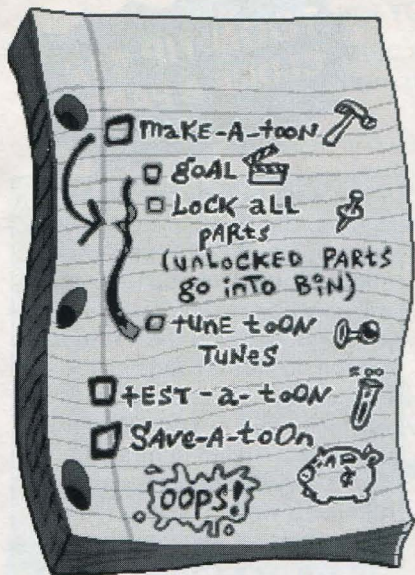 maKE-A-tooN
goAL
LocK aLL
PARts
(unLocKED PARts
go inTo BiN)
tunE tooN
TuNeS
tEST-a-tooN
SAve-A-toOn
OOPS!